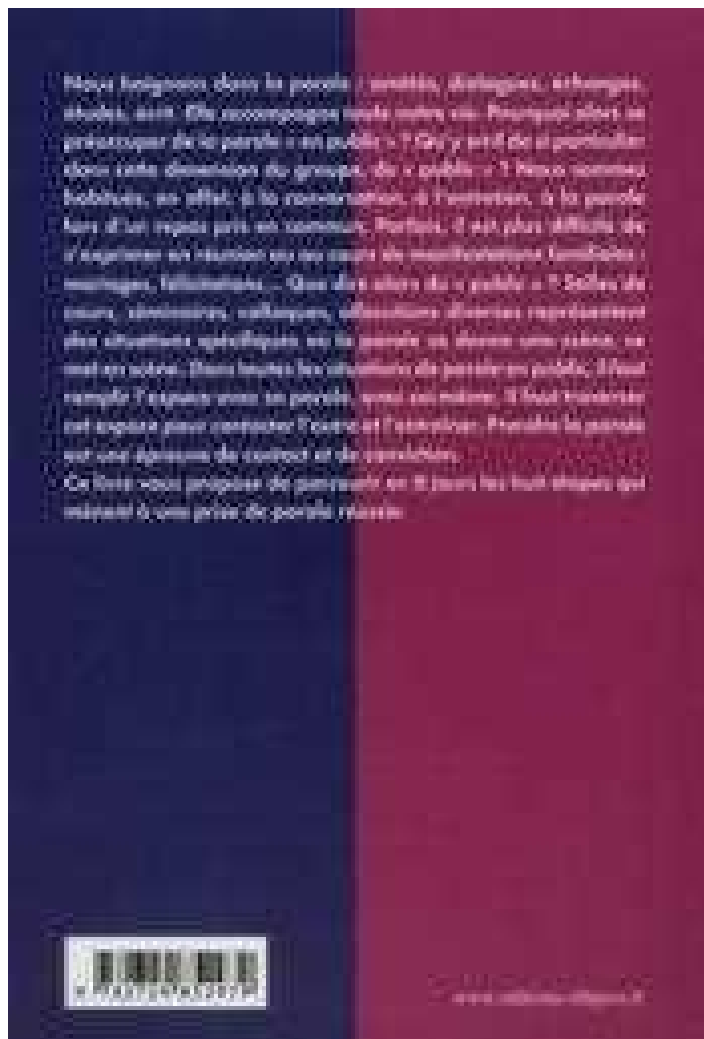 Nous baignons dans la parole : amitiés, dialogues, échanges,
études, écrit. Elle accompagne toute notre vie. Pourquoi alors se
préoccuper de la parole « en public » ? Qu'y a-t-il de si particulier
dans cette dimension du groupe, du « public » ? Nous sommes
habitués, en effet, à la conversation, à l'entretien, à la parole
lors d'un repas pris en commun. Parfois, il est plus difficile de
s'exprimer en réunion ou au cours de manifestations familiales :
mariages, félicitations... Que dire alors du « public » ? Salles de
cours, séminaires, colloques, allocutions diverses représentent
des situations spécifiques où la parole se donne une scène, se
met en scène. Dans toutes les situations de parole en public, il faut
remplir l'espace avec sa parole, avec soi-même. Il faut traverser
cet espace pour contacter l'autre et l'entraîner. Prendre la parole
est une épreuve de contact et de conviction.
Ce livre vous propose de parcourir en 8 jours les huit étapes qui
mènent à une prise de parole réussie.